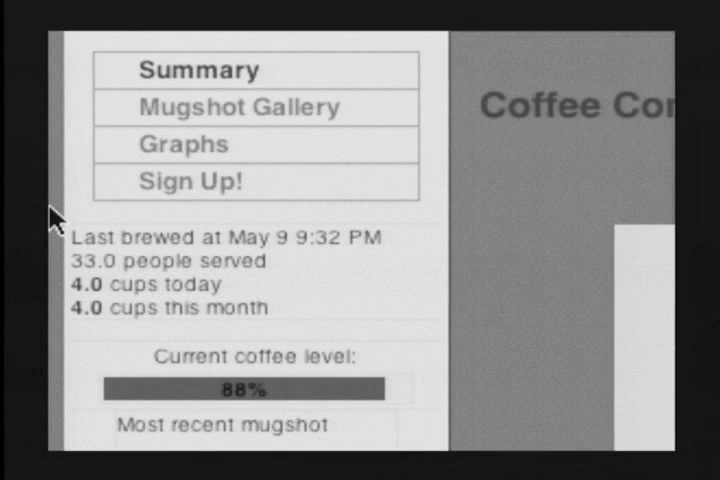 Summary
Mugshot Gallery
Graphs
Sign Up!
Coffee
Last brewed at May 9 9:32 PM
33.0 people served
4.0 cups today
4.0 cups this month
Current coffee level:
88%
Most recent mugshot